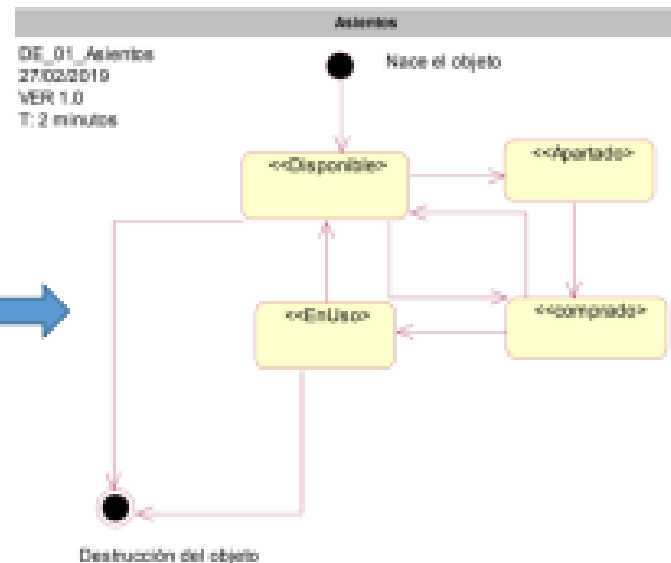 Asientos
DE_01_Asientos
27/02/2019
VER 1.0
T: 2 minutos
Nace el objeto
<<Disponible>
<<Apartado>
<<EnUso>
<<comprado>
Destrucción del objeto